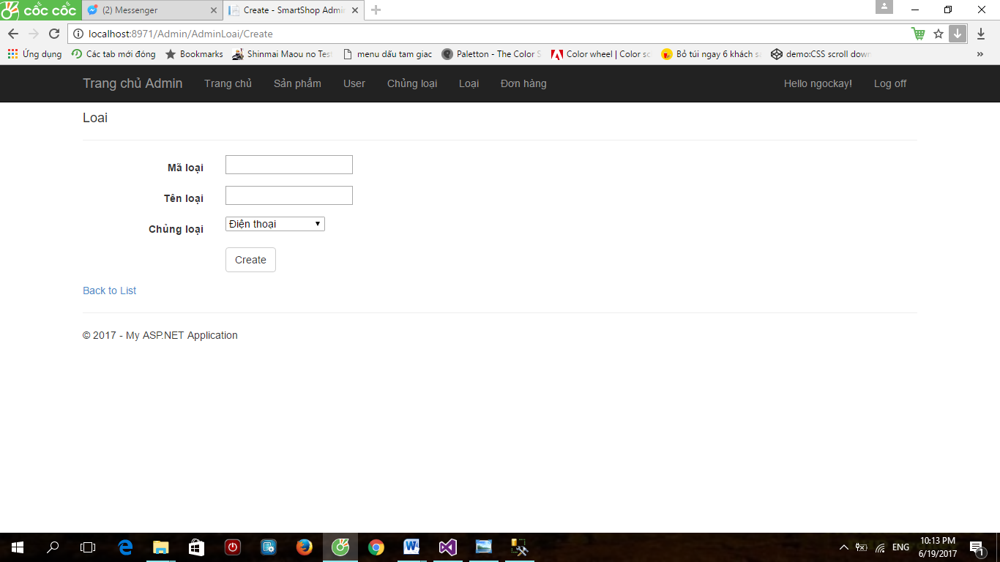 cốc cốc
(2) Messenger
Create - SmartShop Admin
localhost:8971/Admin/AdminLoai/Create
Ứng dụng
Các tab mới đóng
Bookmarks
Shinmai Maou no Tes
menu dấu tam giac
Paletton - The Color S
Color wheel | Color sc
Bỏ túi ngay 6 khách sạ
demo:CSS scroll down
»
Trang chủ Admin
Trang chủ
Sản phẩm
User
Chủng loại
Loại
Đơn hàng
Hello ngockay!
Log off
Loai
Mã loại
Tên loại
Chủng loại
Điện thoại
Create
Back to List
© 2017 - My ASP.NET Application
ENG
10:13 PM
6/19/2017
1